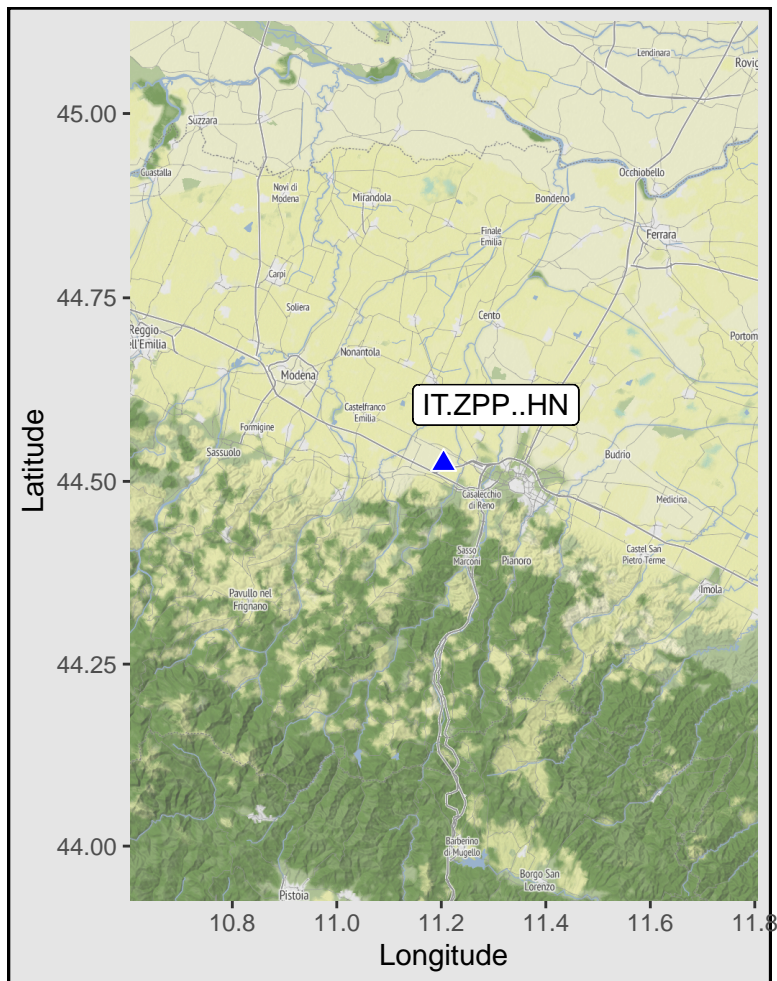 Lendinara
Rovig
45.00
Suzzara
Guastalla
Occhiobello
Novi di
Modena
Mirandola
Bondeno
Finale
Emilia
Ferrara
Carpi
44.75
Soliera
Cento
Reggio
ell'Emilia
Portom
Nonantola
Modena
IT.ZPP..HN
Castelfranco
Emilia
Formigine
Sassuolo
Budrio
Latitude
44.50
Casalecchio
di Reno
Medicina
Sasso
Marconi
Pianoro
Castel San
Pietro Terme
Imola
Pavullo nel
Frignano
44.25
44.00
Barberino
di Mugello
Borgo San
Lorenzo
Pistoia
10.8 11.0 11.2 11.4 11.6 11.8
Longitude